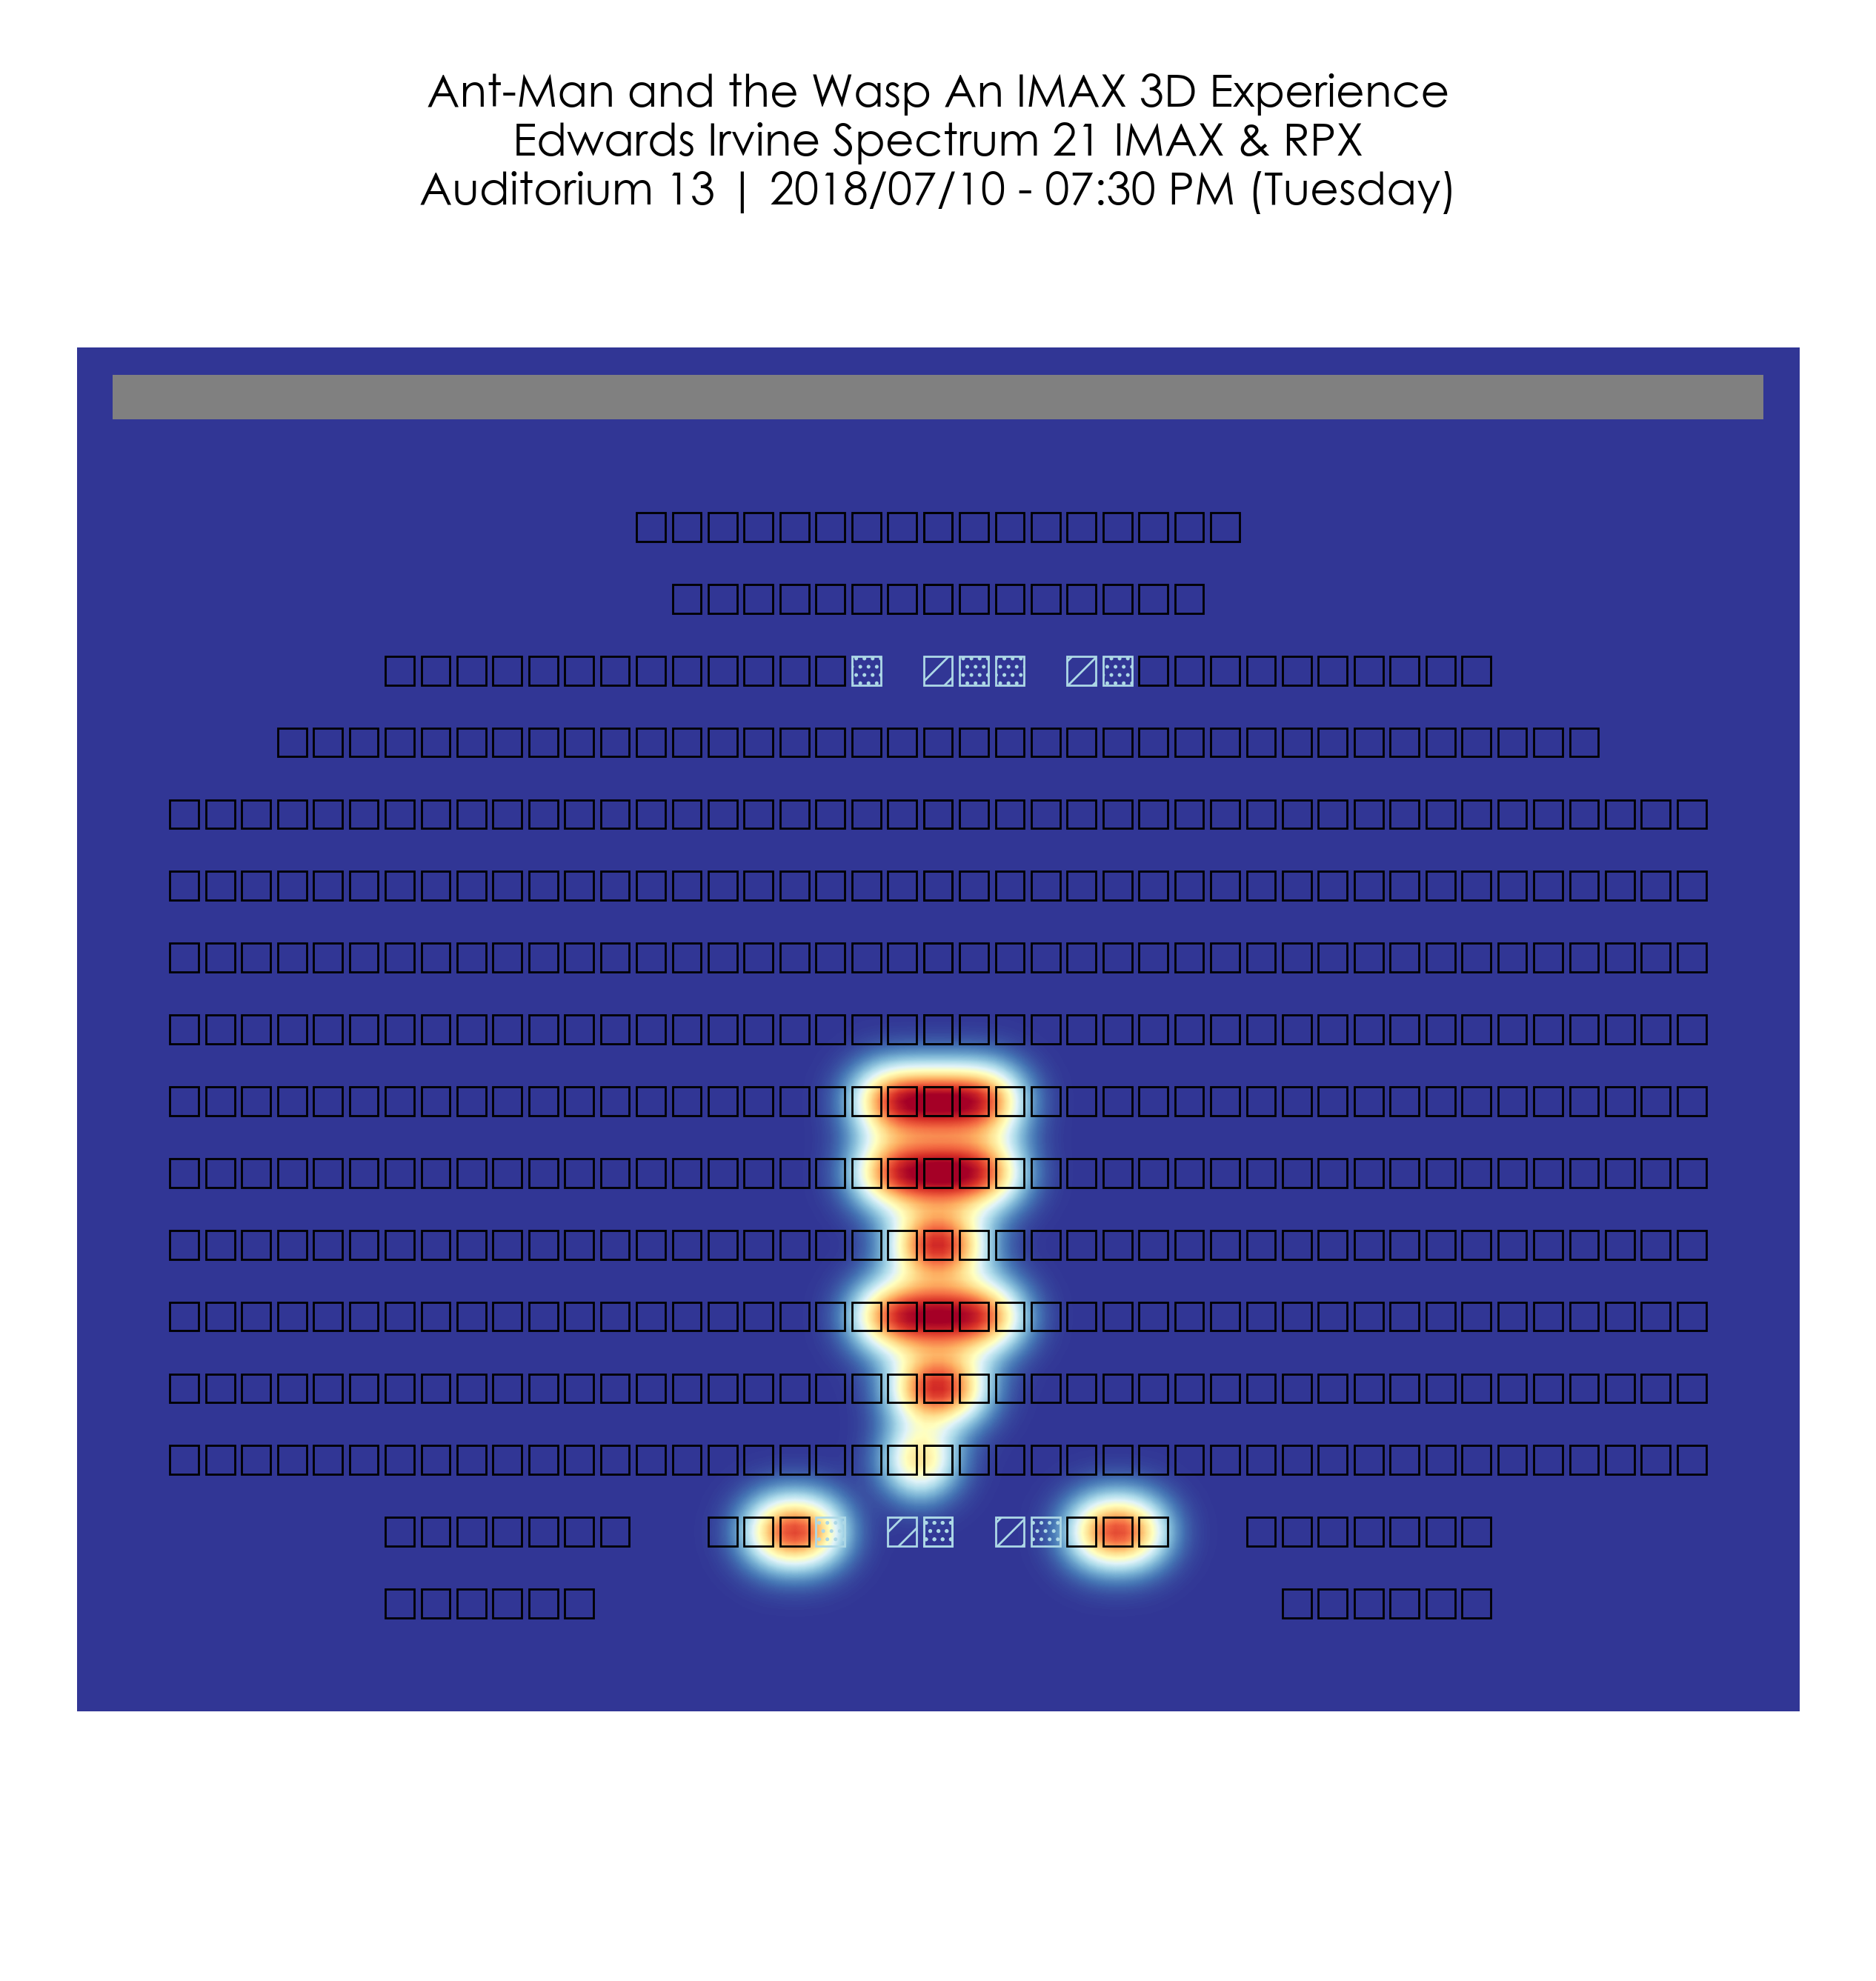 Ant-Man and the Wasp An IMAX 3D Experience
Edwards Irvine Spectrum 21 IMAX & RPX
Auditorium 13 | 2018/07/10 - 07:30 PM (Tuesday)